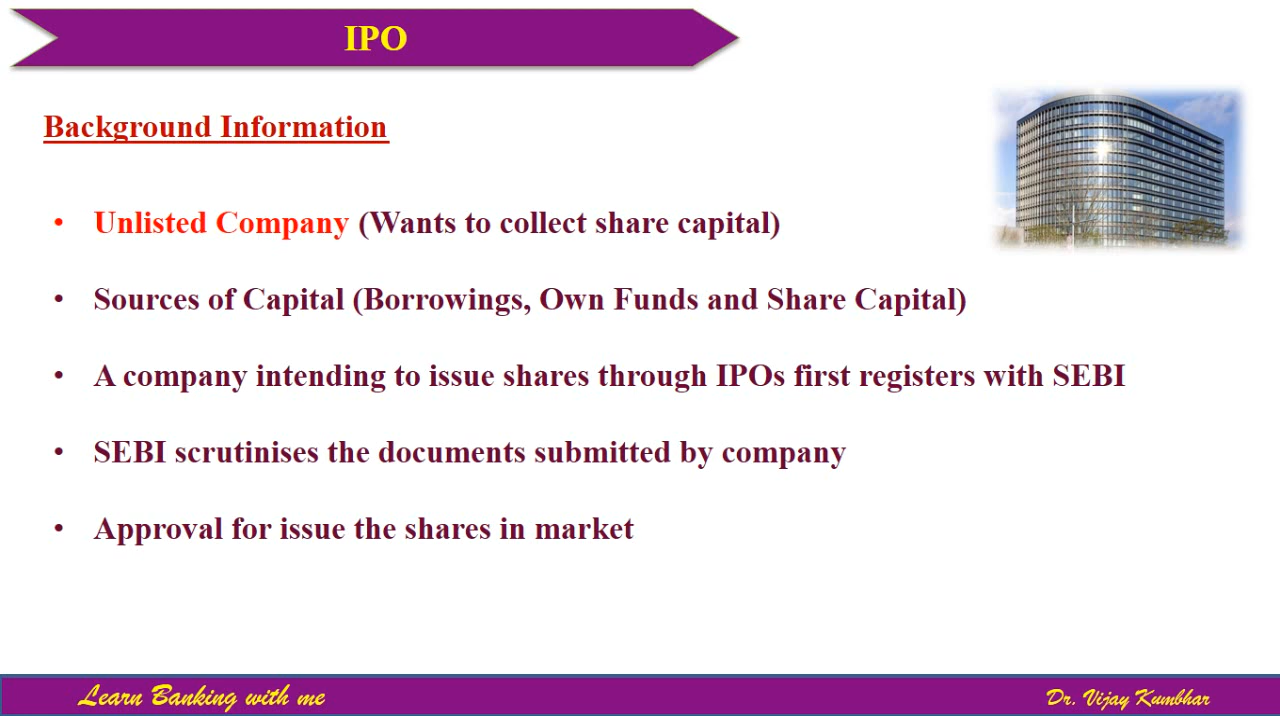 IPO
Background Information
• Unlisted Company (Wants to collect share capital)
• Sources of Capital (Borrowings, Own Funds and Share Capital)
• A company intending to issue shares through IPOs first registers with SEBI
• SEBI scrutinises the documents submitted by company
• Approval for issue the shares in market
Learn Banking with me
Dr. Vijay Kumbhar